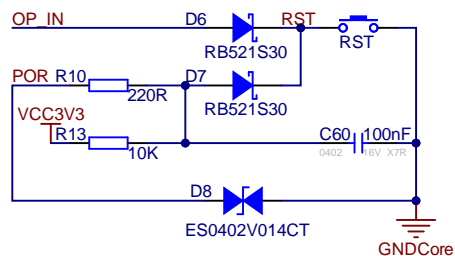 OP_IN D6 RST
RB521S30 RST
POR R10 D7
220R RB521S30
VCC3V3
R13 C60 100nF
10K 0402 16V X7R
D8
ES0402V014CT
GNDCore